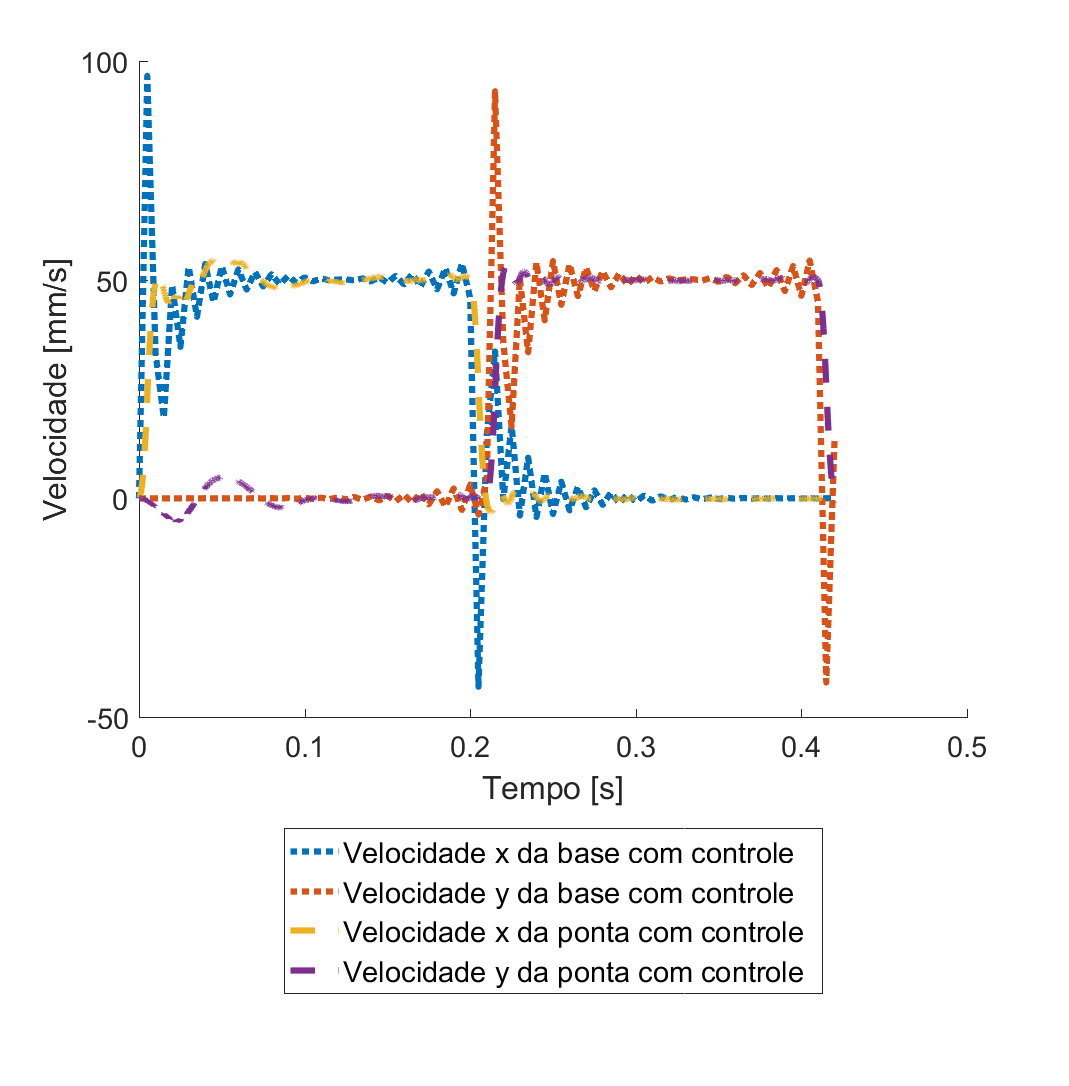 100
50
0
-50
Velocidade [mm/s]
0 0.1 0.2 0.3 0.4 0.5
Tempo [s]
Velocidade x da base com controle
Velocidade y da base com controle
Velocidade x da ponta com controle
Velocidade y da ponta com controle